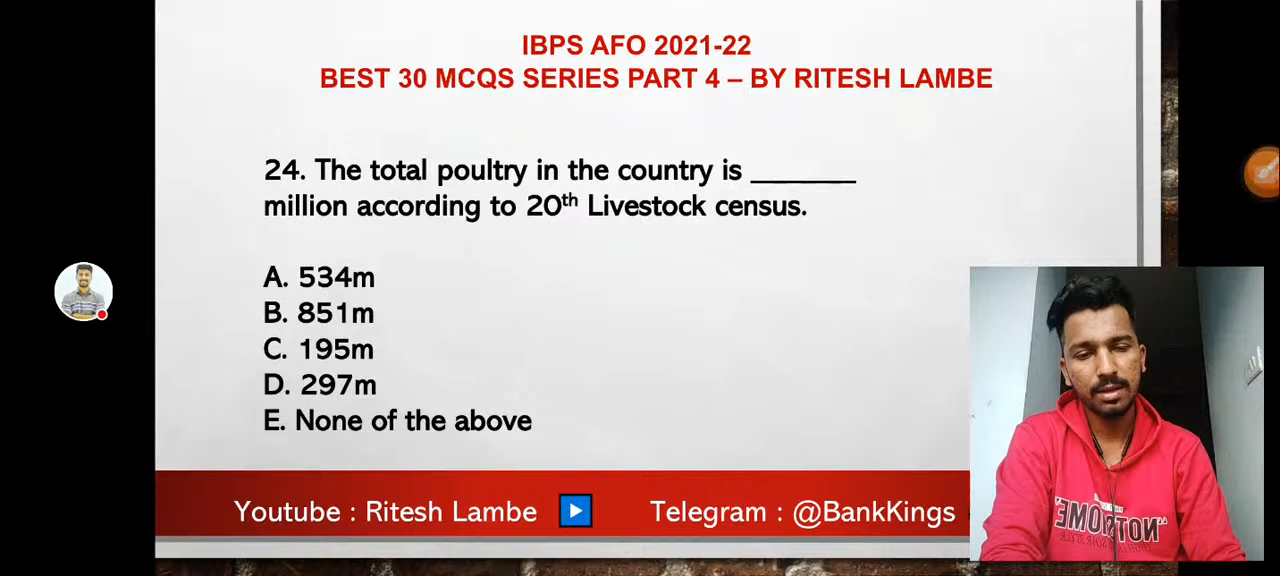 IBPS AFO 2021-22
BEST 30 MCQS SERIES PART 4 – BY RITESH LAMBE
24. The total poultry in the country is _______
million according to 20th Livestock census.
A. 534m
B. 851m
C. 195m
D. 297m
E. None of the above
Youtube : Ritesh Lambe
Telegram : @BankKings